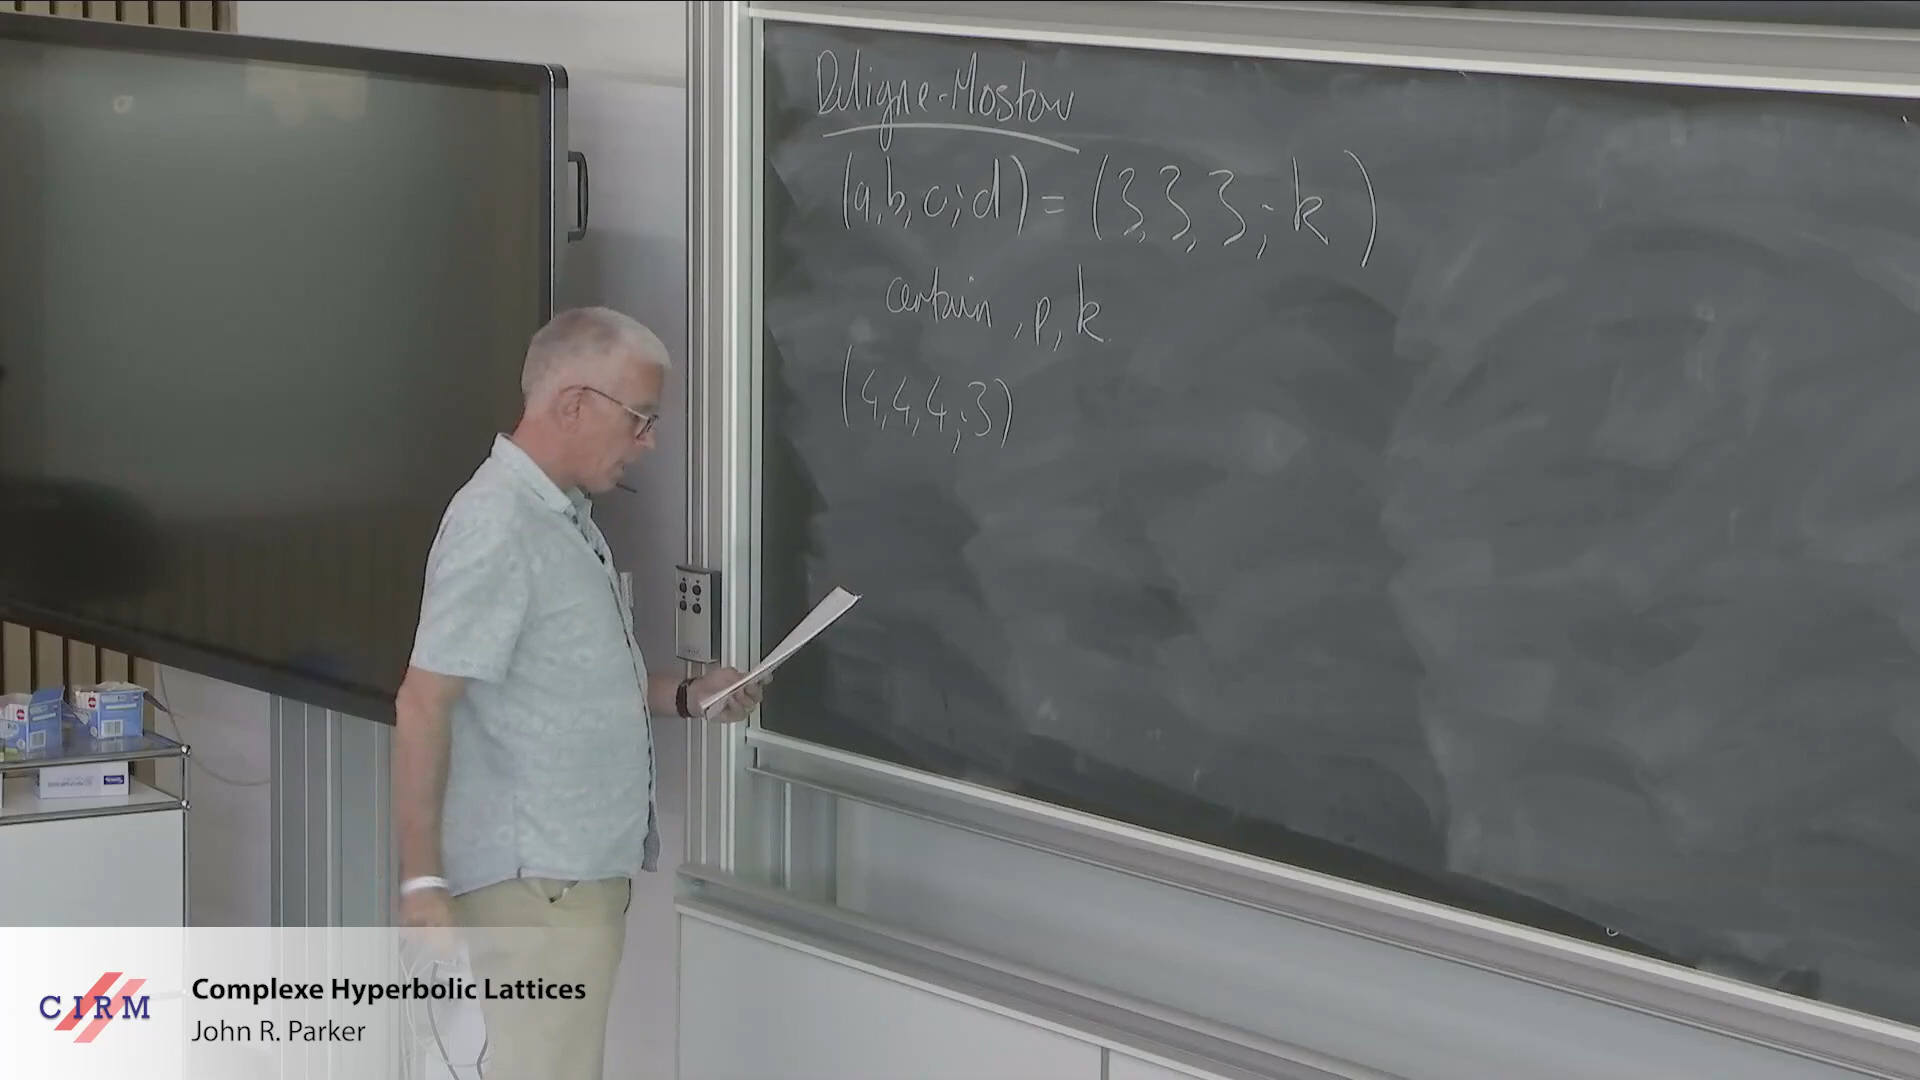 Deligne-Mostow
(a,b,c;d) = (3,3,3;k)
certain, p, k.
(4,4,4;3)
CIRM
Complexe Hyperbolic Lattices
John R. Parker